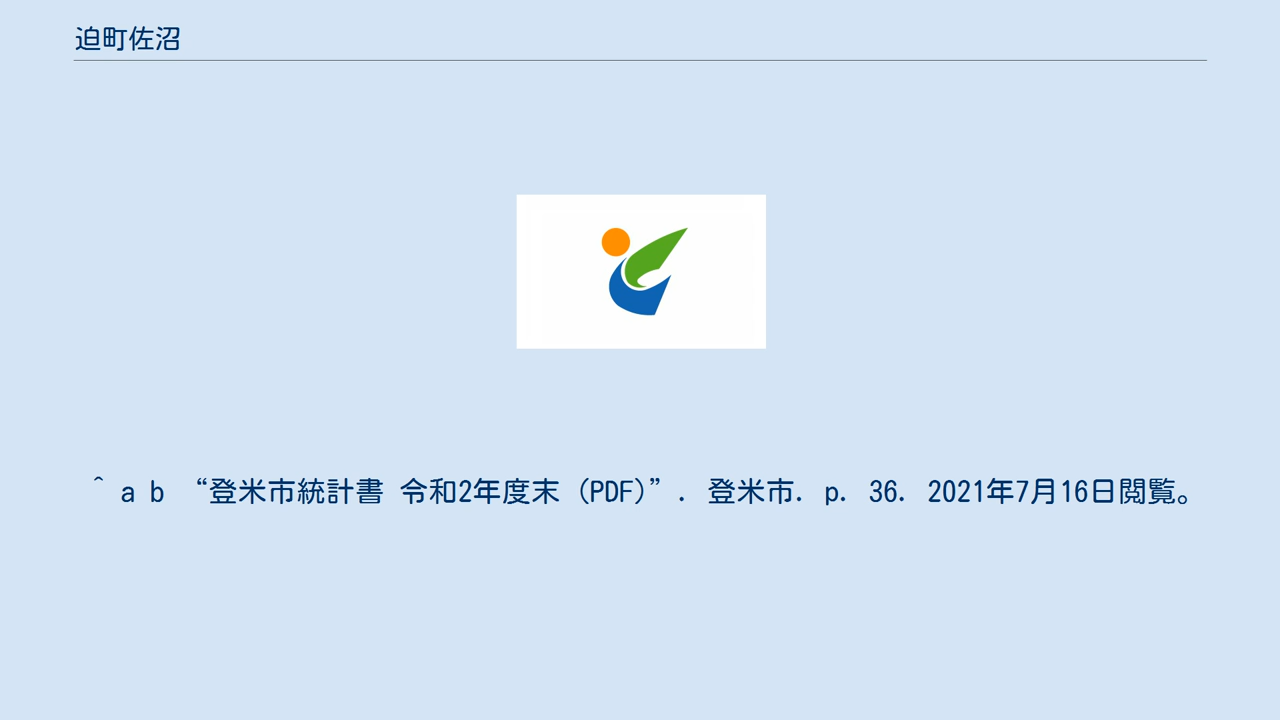 迫町佐沼
^ a b “登米市統計書 令和2年度末 (PDF)”. 登米市. p. 36. 2021年7月16日閲覧。